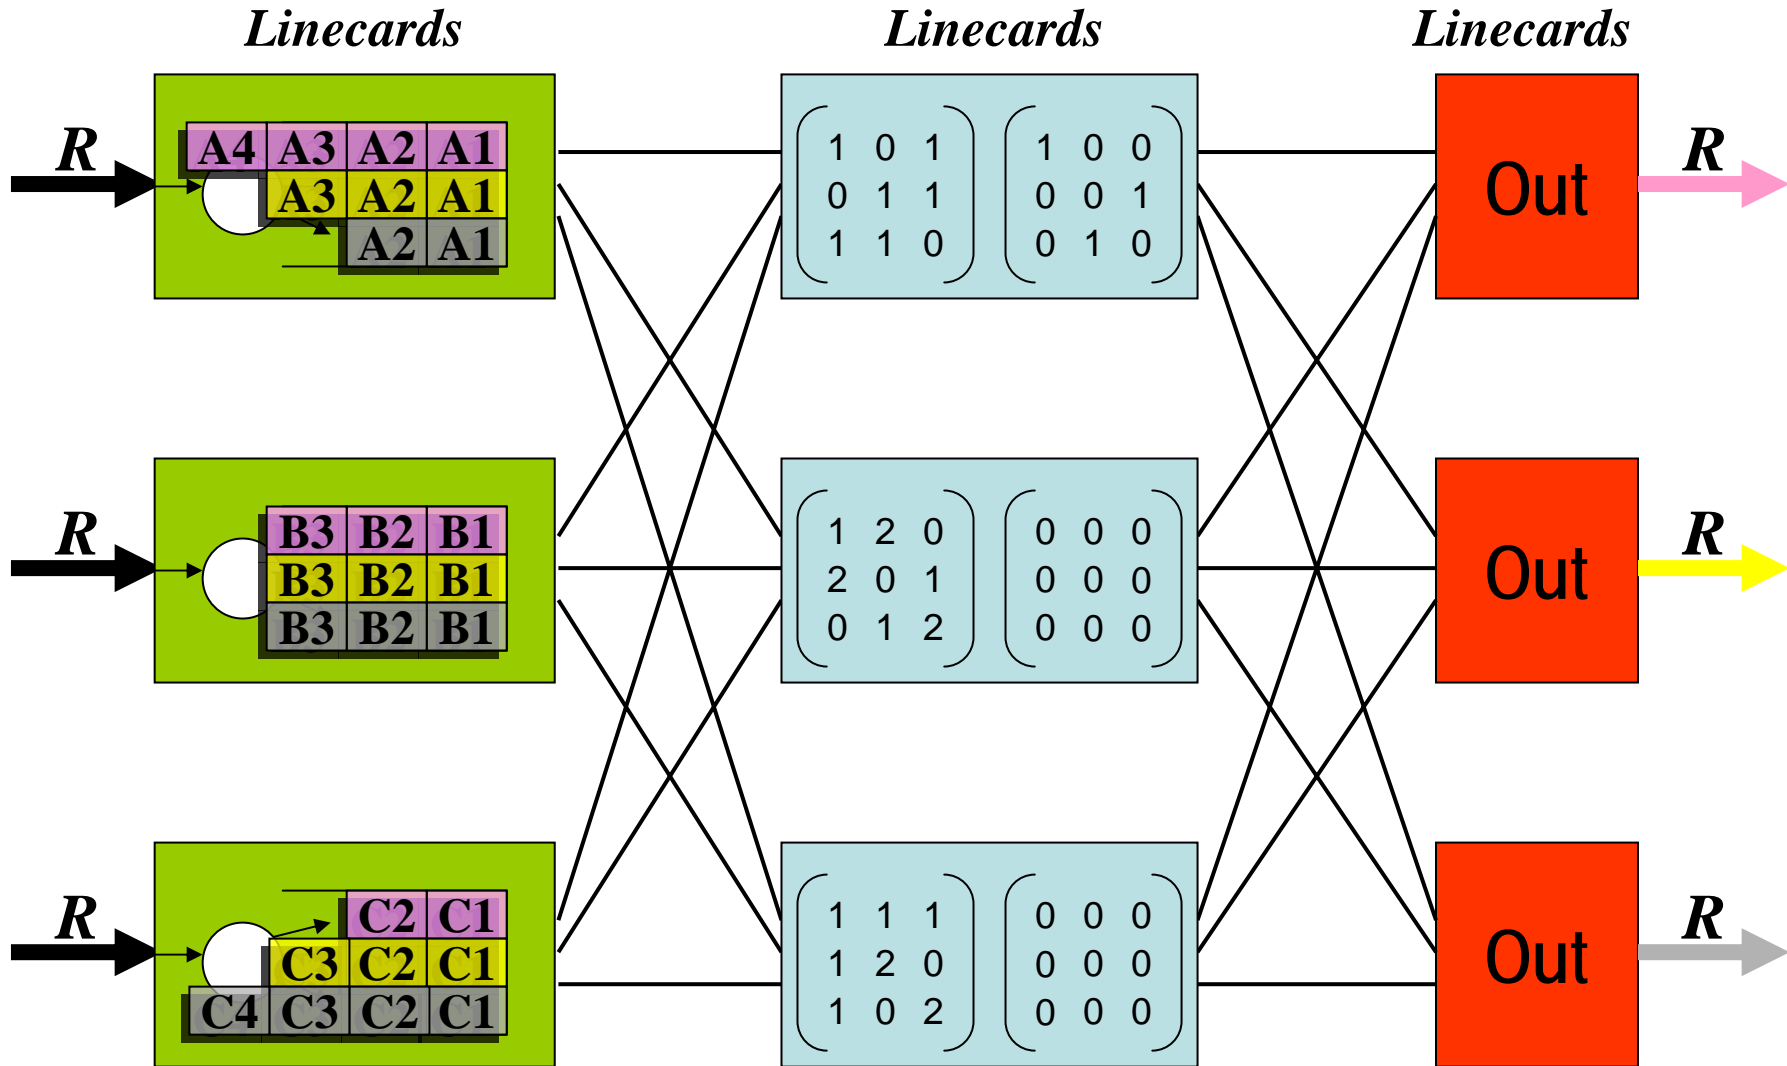 Linecards Linecards Linecards
R
A4 A3 A2 A1
A3 A2 A1
A2 A1
1 0 1
0 1 1
1 1 0
1 0 0
0 0 1
0 1 0
Out
R
R
B3 B2 B1
B3 B2 B1
B3 B2 B1
1 2 0
2 0 1
0 1 2
0 0 0
0 0 0
0 0 0
Out
R
R
C2 C1
C3 C2 C1
C4 C3 C2 C1
1 1 1
1 2 0
1 0 2
0 0 0
0 0 0
0 0 0
Out
R